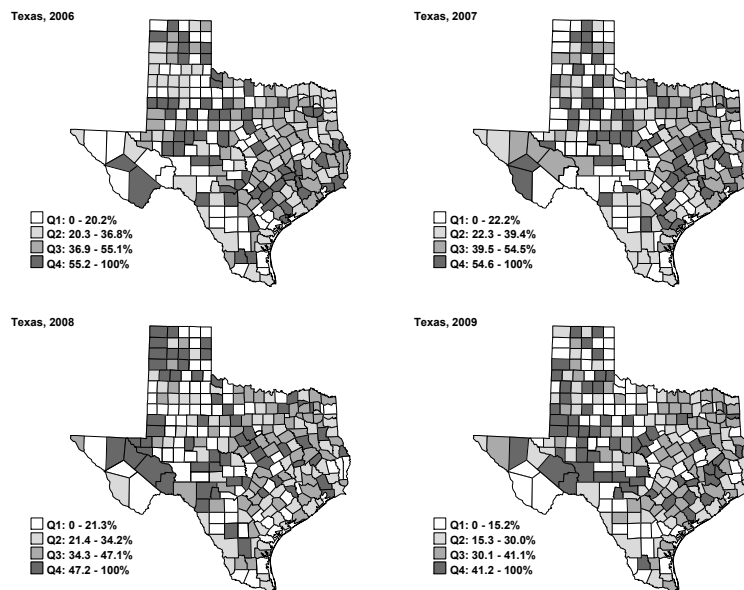 Texas, 2006
Q1: 0 - 20.2%
Q2: 20.3 - 36.8%
Q3: 36.9 - 55.1%
Q4: 55.2 - 100%
Texas, 2007
Q1: 0 - 22.2%
Q2: 22.3 - 39.4%
Q3: 39.5 - 54.5%
Q4: 54.6 - 100%
Texas, 2008
Q1: 0 - 21.3%
Q2: 21.4 - 34.2%
Q3: 34.3 - 47.1%
Q4: 47.2 - 100%
Texas, 2009
Q1: 0 - 15.2%
Q2: 15.3 - 30.0%
Q3: 30.1 - 41.1%
Q4: 41.2 - 100%